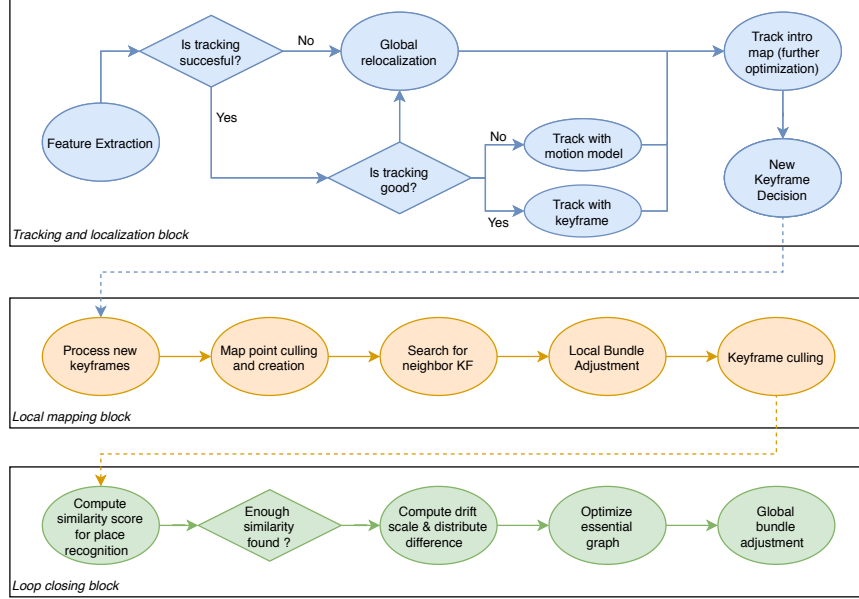 Is tracking
succesful?
No
Global
relocalization
Track intro
map (further
optimization)
Feature Extraction
Yes
Is tracking
good?
No
Track with
motion model
Yes
Track with
keyframe
New
Keyframe
Decision
Tracking and localization block
Process new
keyframes
Map point culling
and creation
Search for
neighbor KF
Local Bundle
Adjustment
Keyframe culling
Local mapping block
Compute
similarity score
for place
recognition
Enough
similarity
found ?
Compute drift
scale & distribute
difference
Optimize
essential
graph
Global
bundle
adjustment
Loop closing block